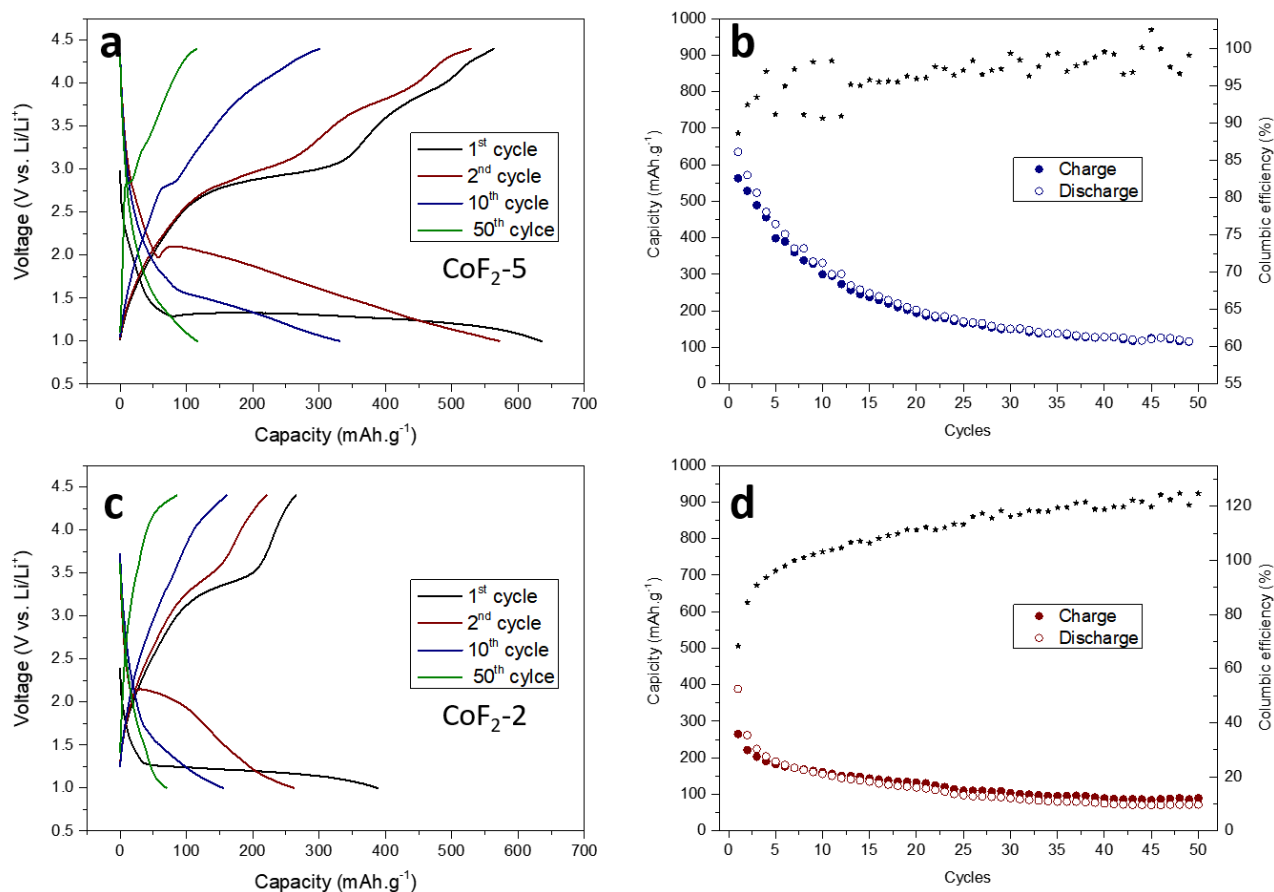 a
Voltage (V vs. Li/Li+)
4.5
4.0
3.5
3.0
2.5
2.0
1.5
1.0
0.5
1st cycle
2nd cycle
10th cycle
50th cylce
CoF2-5
0 100 200 300 400 500 600 700
Capacity (mAh.g-1)
b
Capicity (mAh.g-1)
1000
900
800
700
600
500
400
300
200
100
0
Charge
Discharge
100
95
90
85
80
75
70
65
60
55
Columbic efficiency (%)
0 5 10 15 20 25 30 35 40 45 50
Cycles
c
Voltage (V vs. Li/Li+)
4.5
4.0
3.5
3.0
2.5
2.0
1.5
1.0
0.5
1st cycle
2nd cycle
10th cycle
50th cylce
CoF2-2
0 100 200 300 400 500 600 700
Capacity (mAh.g-1)
d
Capicity (mAh.g-1)
1000
900
800
700
600
500
400
300
200
100
0
Charge
Discharge
120
100
80
60
40
20
0
Columbic efficiency (%)
0 5 10 15 20 25 30 35 40 45 50
Cycles